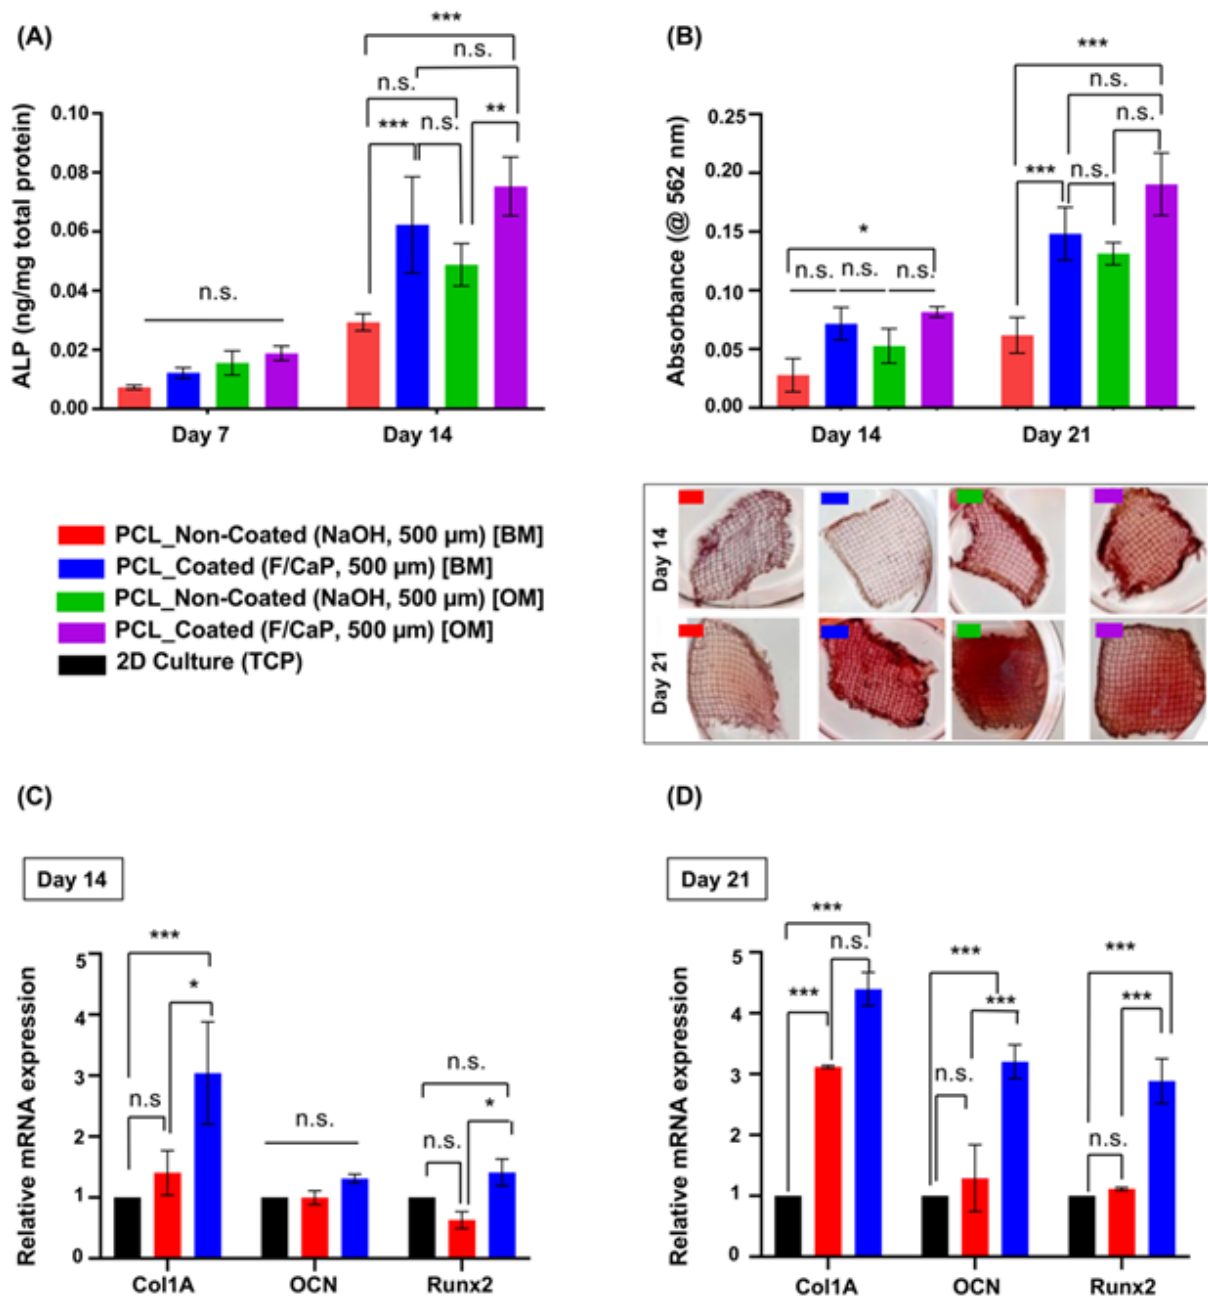 (A)
***
n.s.
n.s.
***
n.s.
**
n.s.
ALP (ng/mg total protein)
0.10
0.08
0.06
0.04
0.02
0.00
Day 7
Day 14
(B)
***
n.s.
n.s.
***
n.s.
*
n.s.
n.s.
n.s.
Absorbance (@ 562 nm)
0.25
0.20
0.15
0.10
0.05
0.00
Day 14
Day 21
PCL_Non-Coated (NaOH, 500 µm) [BM]
PCL_Coated (F/CaP, 500 µm) [BM]
PCL_Non-Coated (NaOH, 500 µm) [OM]
PCL_Coated (F/CaP, 500 µm) [OM]
2D Culture (TCP)
Day 14
Day 21
(C)
Day 14
***
*
n.s
n.s.
n.s.
*
n.s.
Relative mRNA expression
5
4
3
2
1
0
Col1A
OCN
Runx2
(D)
Day 21
***
n.s.
***
***
***
n.s.
***
***
n.s.
Relative mRNA expression
5
4
3
2
1
0
Col1A
OCN
Runx2